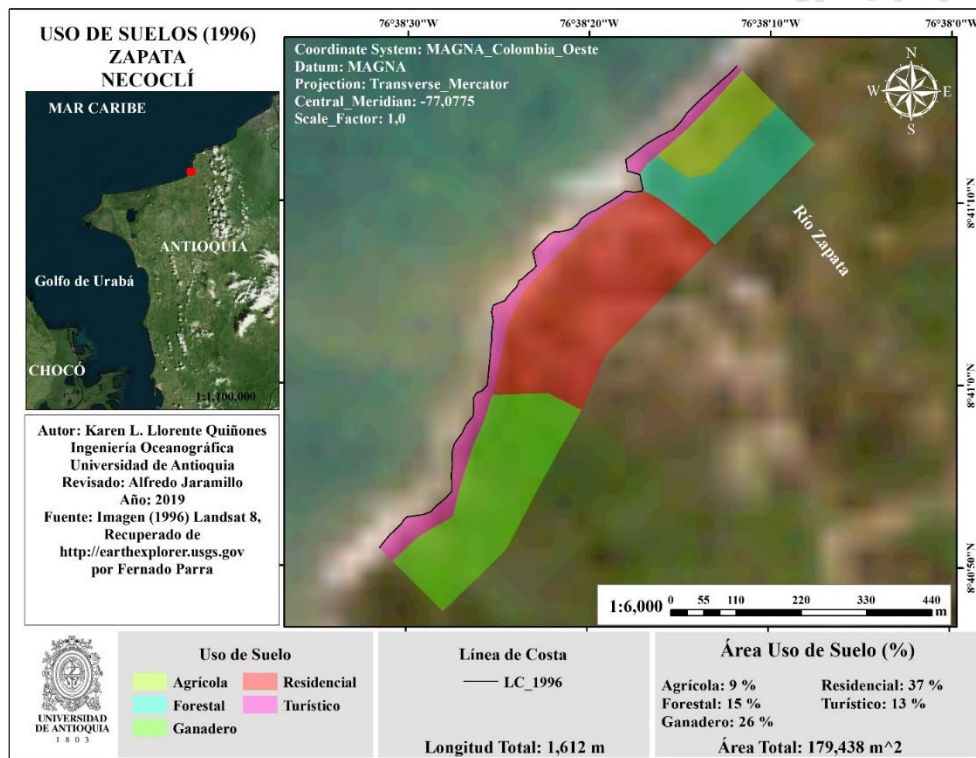 USO DE SUELOS (1996)
ZAPATA
NECOCLÍ
MAR CARIBE
ANTIOQUIA
Golfo de Urabá
CHOCÓ
1:1,100,000
Autor: Karen L. Llorente Quiñones
Ingeniería Oceanográfica
Universidad de Antioquia
Revisado: Alfredo Jaramillo
Año: 2019
Fuente: Imagen (1996) Landsat 8,
Recuperado de
http://earthexplorer.usgs.gov
por Fernado Parra
76°38'30"W
76°38'20"W
76°38'10"W
76°38'0"W
Coordinate System: MAGNA_Colombia_Oeste
Datum: MAGNA
Projection: Transverse_Mercator
Central_Meridian: -77,0775
Scale_Factor: 1,0
N
W
E
S
Río Zapata
8°41'10"N
8°41'0"N
8°40'50"N
1:6,000
0 55 110 220 330 440
m
UNIVERSIDAD
DE ANTIOQUIA
1 8 0 3
Uso de Suelo
Agrícola
Residencial
Forestal
Turístico
Ganadero
Línea de Costa
LC_1996
Longitud Total: 1,612 m
Área Uso de Suelo (%)
Agrícola: 9 %
Residencial: 37 %
Forestal: 15 %
Turístico: 13 %
Ganadero: 26 %
Área Total: 179,438 m^2